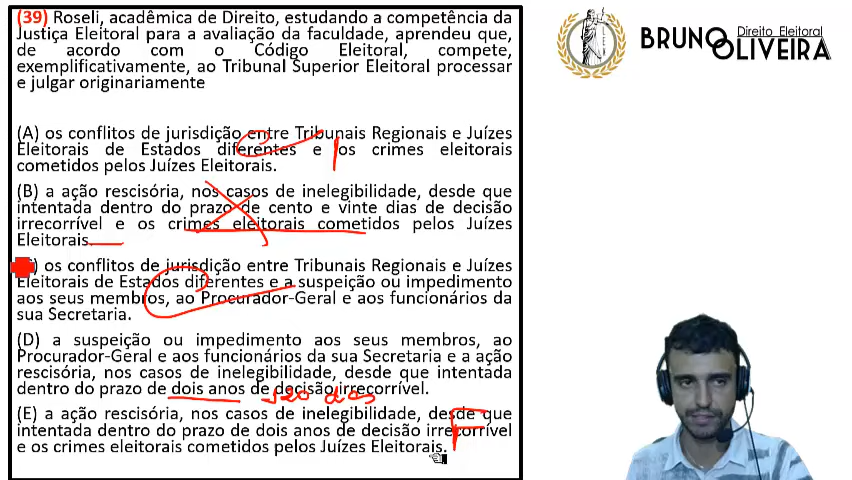 (39) Roseli, acadêmica de Direito, estudando a competência da
Justiça Eleitoral para a avaliação da faculdade, aprendeu que,
de acordo com o Código Eleitoral, compete,
exemplificativamente, ao Tribunal Superior Eleitoral processar
e julgar originariamente
(A) os conflitos de jurisdição entre Tribunais Regionais e Juízes
Eleitorais de Estados diferentes e os crimes eleitorais
cometidos pelos Juízes Eleitorais.
(B) a ação rescisória, nos casos de inelegibilidade, desde que
intentada dentro do prazo de cento e vinte dias de decisão
irrecorrível e os crimes eleitorais cometidos pelos Juízes
Eleitorais.
os conflitos de jurisdição entre Tribunais Regionais e Juízes
Eleitorais de Estados diferentes e a suspeição ou impedimento
aos seus membros, ao Procurador-Geral e aos funcionários da
sua Secretaria.
(D) a suspeição ou impedimento aos seus membros, ao
Procurador-Geral e aos funcionários da sua Secretaria e a ação
rescisória, nos casos de inelegibilidade, desde que intentada
dentro do prazo de dois anos de decisão irrecorrível.
(E) a ação rescisória, nos casos de inelegibilidade, desde que
intentada dentro do prazo de dois anos de decisão irrecorrível
e os crimes eleitorais cometidos pelos Juízes Eleitorais.
F
BRUNO OLIVEIRA
Direito Eleitoral